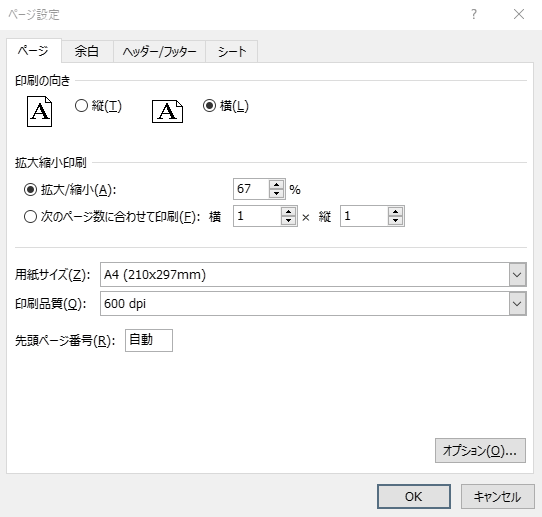 ページ設定
ページ 余白 ヘッダー/フッター シート
印刷の向き
A 縦(T) A 横(L)
拡大縮小印刷
拡大/縮小(A): 67 %
次のページ数に合わせて印刷(F): 横 1 × 縦 1
用紙サイズ(Z): A4 (210x297mm)
印刷品質(Q): 600 dpi
先頭ページ番号(R): 自動
オプション(O)...
OK キャンセル